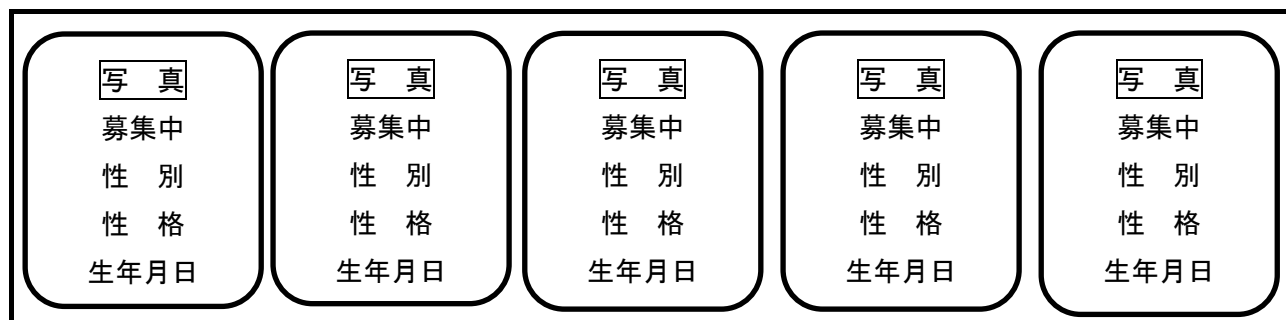 写　真
募集中
性　別
性　格
生年月日
写　真
募集中
性　別
性　格
生年月日
写　真
募集中
性　別
性　格
生年月日
写　真
募集中
性　別
性　格
生年月日
写　真
募集中
性　別
性　格
生年月日